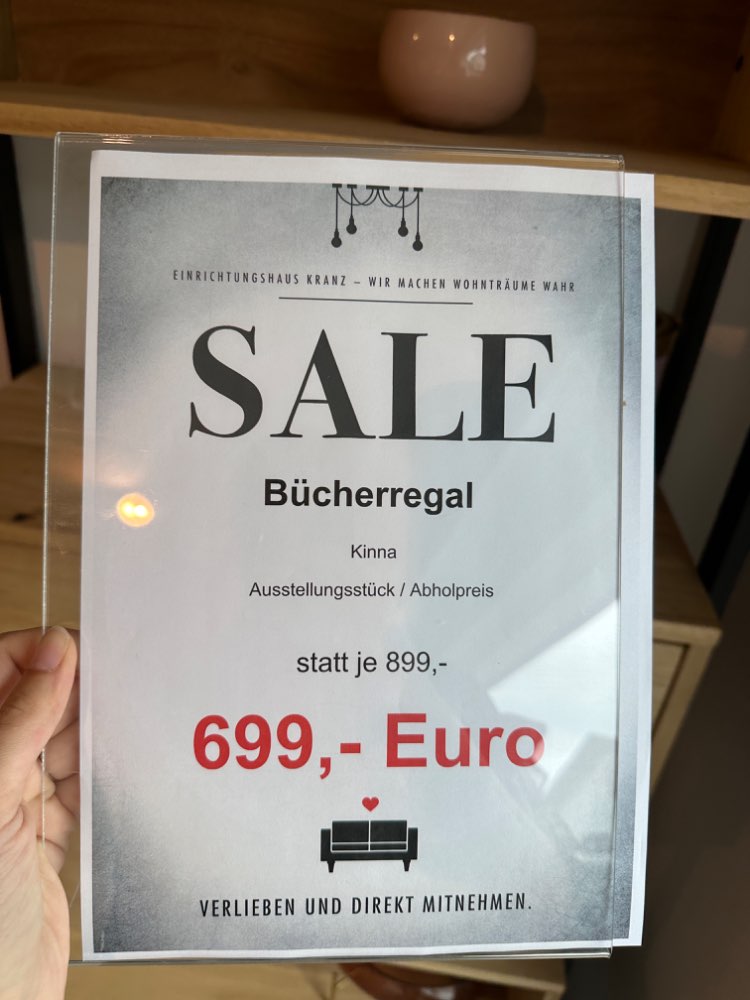 EINRICHTUNGSHAUS KRANZ – WIR MACHEN WOHNTRÄUME WAHR
SALE
Bücherregal
Kinna
Ausstellungsstück / Abholpreis
statt je 899,-
699,- Euro
VERLIEBEN UND DIREKT MITNEHMEN.